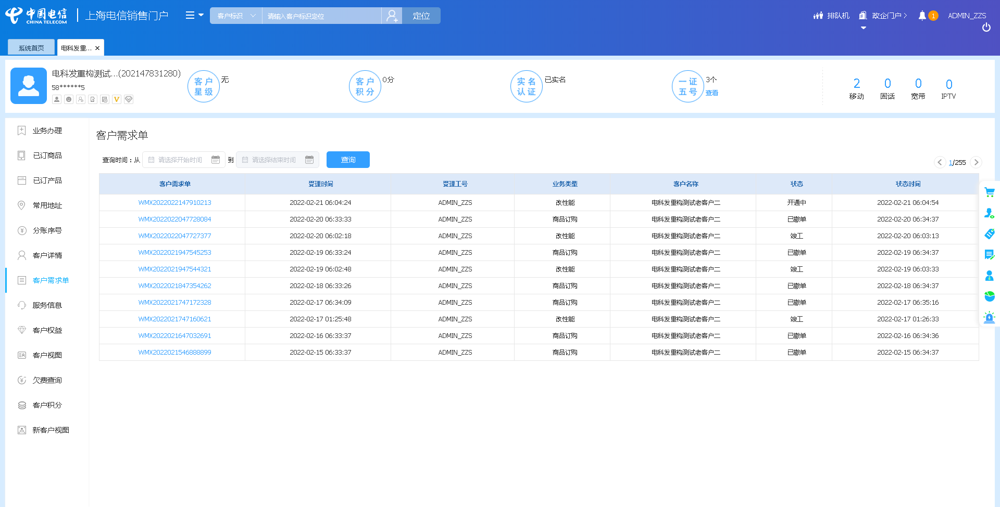 中国电信 CHINA TELECOM 上海电信销售门户 客户标识 请输入客户标识定位 定位 排队机 政企门户 1 ADMIN_ZZS
系统首页 电科发重...
电科发重构测试...(202147831280)
58******5
客户星级 无
客户积分 0分
实名认证 已实名
一证五号 3个 查看
2 0 0 0
移动 固话 宽带 IPTV
业务办理
已订商品
已订产品
常用地址
分账序号
客户详情
客户需求单
服务信息
客户权益
客户视图
欠费查询
客户积分
新客户视图
客户需求单
查询时间：从 请选择开始时间 到 请选择结束时间 查询 1/255
客户需求单 受理时间 受理工号 业务类型 客户名称 状态 状态时间
WMX2022022147910213 2022-02-21 06:04:24 ADMIN_ZZS 改性能 电科发重构测试老客户二 开通中 2022-02-21 06:04:54
WMX2022022047728084 2022-02-20 06:33:33 ADMIN_ZZS 商品订购 电科发重构测试老客户二 已撤单 2022-02-20 06:34:37
WMX2022022047727377 2022-02-20 06:02:18 ADMIN_ZZS 改性能 电科发重构测试老客户二 竣工 2022-02-20 06:03:13
WMX2022021947545253 2022-02-19 06:33:24 ADMIN_ZZS 商品订购 电科发重构测试老客户二 已撤单 2022-02-19 06:34:37
WMX2022021947544321 2022-02-19 06:02:48 ADMIN_ZZS 改性能 电科发重构测试老客户二 竣工 2022-02-19 06:03:33
WMX2022021847354262 2022-02-18 06:33:26 ADMIN_ZZS 商品订购 电科发重构测试老客户二 已撤单 2022-02-18 06:34:37
WMX2022021747172328 2022-02-17 06:34:09 ADMIN_ZZS 商品订购 电科发重构测试老客户二 已撤单 2022-02-17 06:35:16
WMX2022021747160621 2022-02-17 01:25:48 ADMIN_ZZS 改性能 电科发重构测试老客户二 竣工 2022-02-17 01:26:33
WMX2022021647032691 2022-02-16 06:33:37 ADMIN_ZZS 商品订购 电科发重构测试老客户二 已撤单 2022-02-16 06:34:36
WMX2022021546888899 2022-02-15 06:33:37 ADMIN_ZZS 商品订购 电科发重构测试老客户二 已撤单 2022-02-15 06:34:37